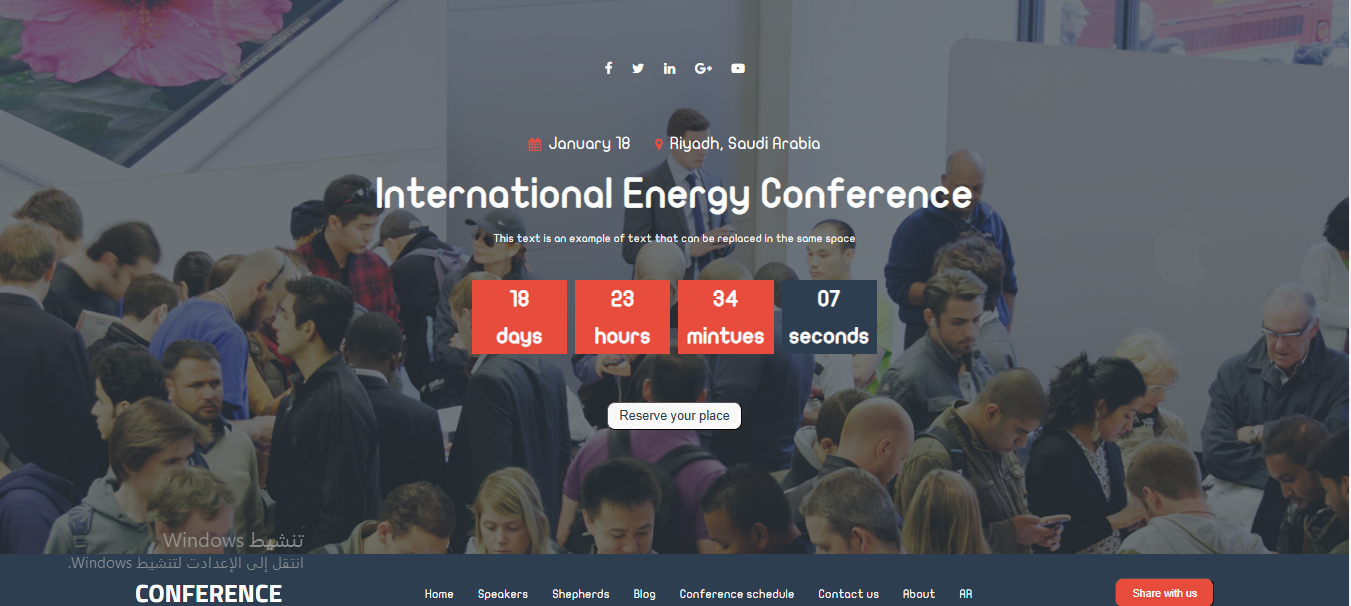 January 18 Riyadh, Saudi Arabia
International Energy Conference
This text is an example of text that can be replaced in the same space
18 23 34 07
days hours mintues seconds
Reserve your place
تنشيط Windows
انتقل إلى الإعدادت لتنشيط Windows.
CONFERENCE Home Speakers Shepherds Blog Conference schedule Contact us About AR Share with us